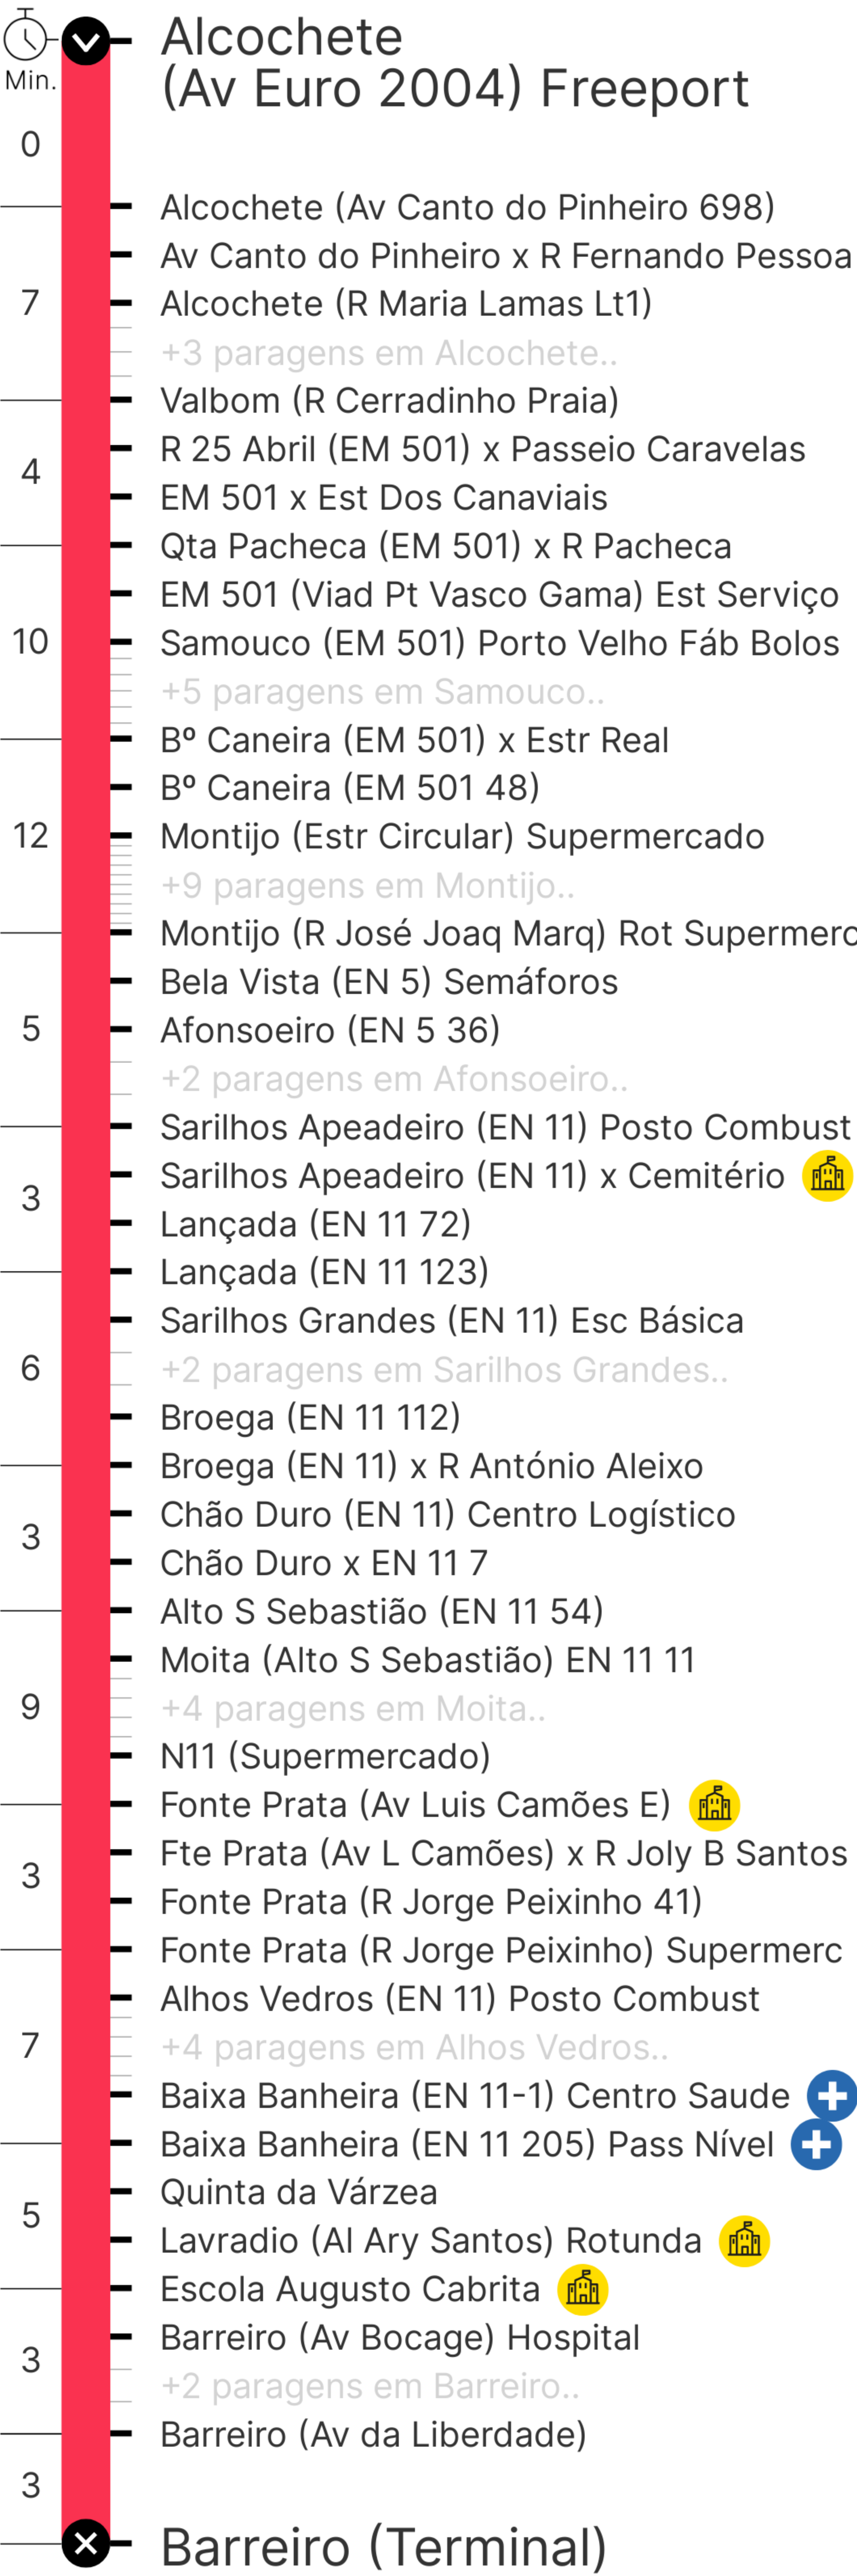 Alcochete
(Av Euro 2004) Freeport
Min.
0
Alcochete (Av Canto do Pinheiro 698)
Av Canto do Pinheiro x R Fernando Pessoa
7
Alcochete (R Maria Lamas Lt1)
+3 paragens em Alcochete..
Valbom (R Cerradinho Praia)
R 25 Abril (EM 501) x Passeio Caravelas
4
EM 501 x Est Dos Canaviais
Qta Pacheca (EM 501) x R Pacheca
EM 501 (Viad Pt Vasco Gama) Est Serviço
10
Samouco (EM 501) Porto Velho Fáb Bolos
+5 paragens em Samouco..
Bº Caneira (EM 501) x Estr Real
Bº Caneira (EM 501 48)
12
Montijo (Estr Circular) Supermercado
+9 paragens em Montijo..
Montijo (R José Joaq Marq) Rot Supermerc
Bela Vista (EN 5) Semáforos
5
Afonsoeiro (EN 5 36)
+2 paragens em Afonsoeiro..
Sarilhos Apeadeiro (EN 11) Posto Combust
Sarilhos Apeadeiro (EN 11) x Cemitério
3
Lançada (EN 11 72)
Lançada (EN 11 123)
Sarilhos Grandes (EN 11) Esc Básica
6
+2 paragens em Sarilhos Grandes..
Broega (EN 11 112)
Broega (EN 11) x R António Aleixo
Chão Duro (EN 11) Centro Logístico
3
Chão Duro x EN 11 7
Alto S Sebastião (EN 11 54)
Moita (Alto S Sebastião) EN 11 11
9
+4 paragens em Moita..
N11 (Supermercado)
Fonte Prata (Av Luis Camões E)
Fte Prata (Av L Camões) x R Joly B Santos
3
Fonte Prata (R Jorge Peixinho 41)
Fonte Prata (R Jorge Peixinho) Supermerc
Alhos Vedros (EN 11) Posto Combust
7
+4 paragens em Alhos Vedros..
Baixa Banheira (EN 11-1) Centro Saude
Baixa Banheira (EN 11 205) Pass Nível
Quinta da Várzea
5
Lavradio (Al Ary Santos) Rotunda
Escola Augusto Cabrita
Barreiro (Av Bocage) Hospital
3
+2 paragens em Barreiro..
Barreiro (Av da Liberdade)
3
Barreiro (Terminal)